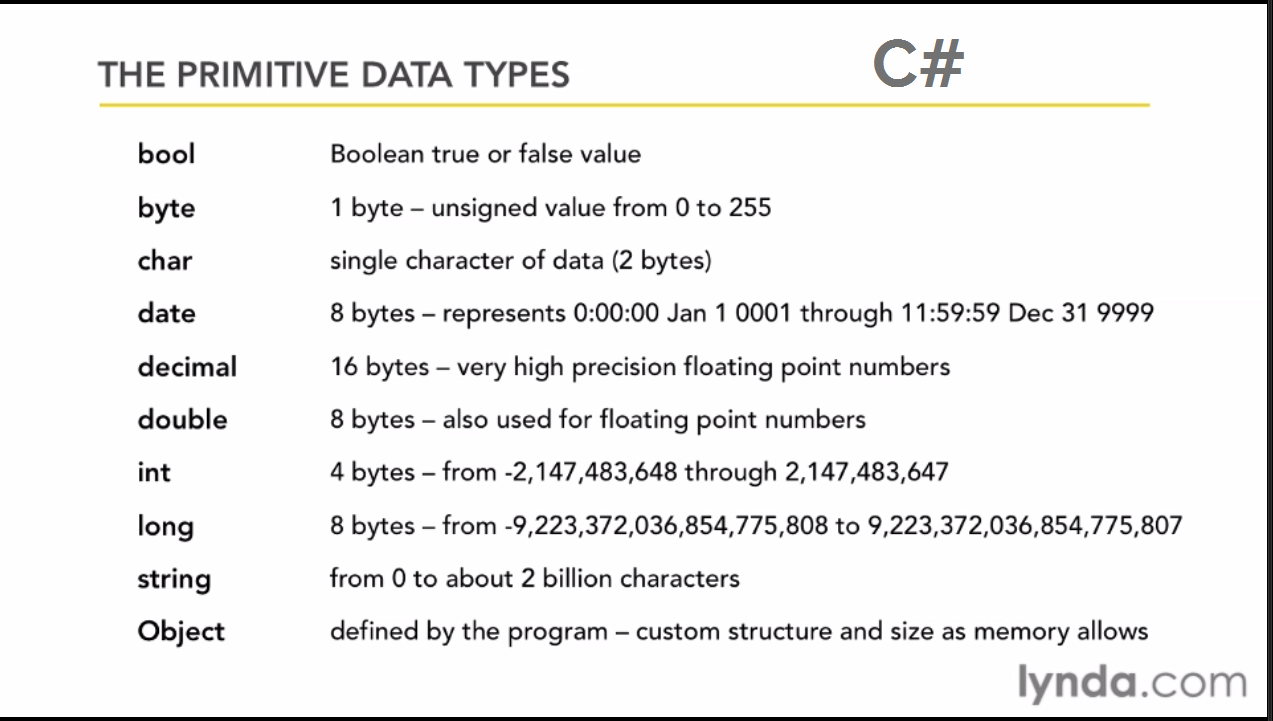 THE PRIMITIVE DATA TYPES C#
bool Boolean true or false value
byte 1 byte – unsigned value from 0 to 255
char single character of data (2 bytes)
date 8 bytes – represents 0:00:00 Jan 1 0001 through 11:59:59 Dec 31 9999
decimal 16 bytes – very high precision floating point numbers
double 8 bytes – also used for floating point numbers
int 4 bytes – from -2,147,483,648 through 2,147,483,647
long 8 bytes – from -9,223,372,036,854,775,808 to 9,223,372,036,854,775,807
string from 0 to about 2 billion characters
Object defined by the program – custom structure and size as memory allows
lynda.com